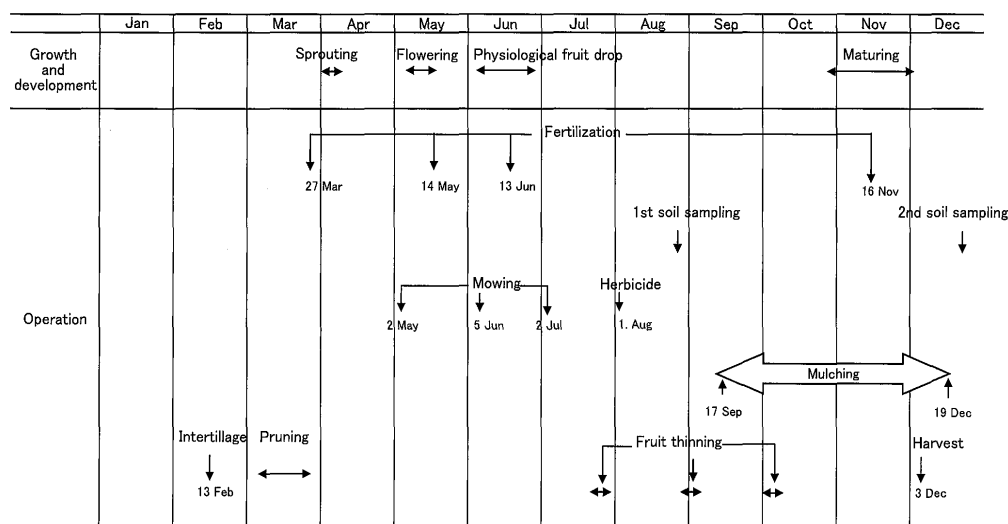 Jan Feb Mar Apr May Jun Jul Aug Sep Oct Nov Dec
Growth
and
development
Sprouting Flowering Physiological fruit drop Maturing
Fertilization
27 Mar 14 May 13 Jun 16 Nov
1st soil sampling 2nd soil sampling
Mowing Herbicide
Operation
2 May 5 Jun 2 Jul 1. Aug
Mulching
17 Sep 19 Dec
Intertillage Pruning Fruit thinning Harvest
13 Feb 3 Dec